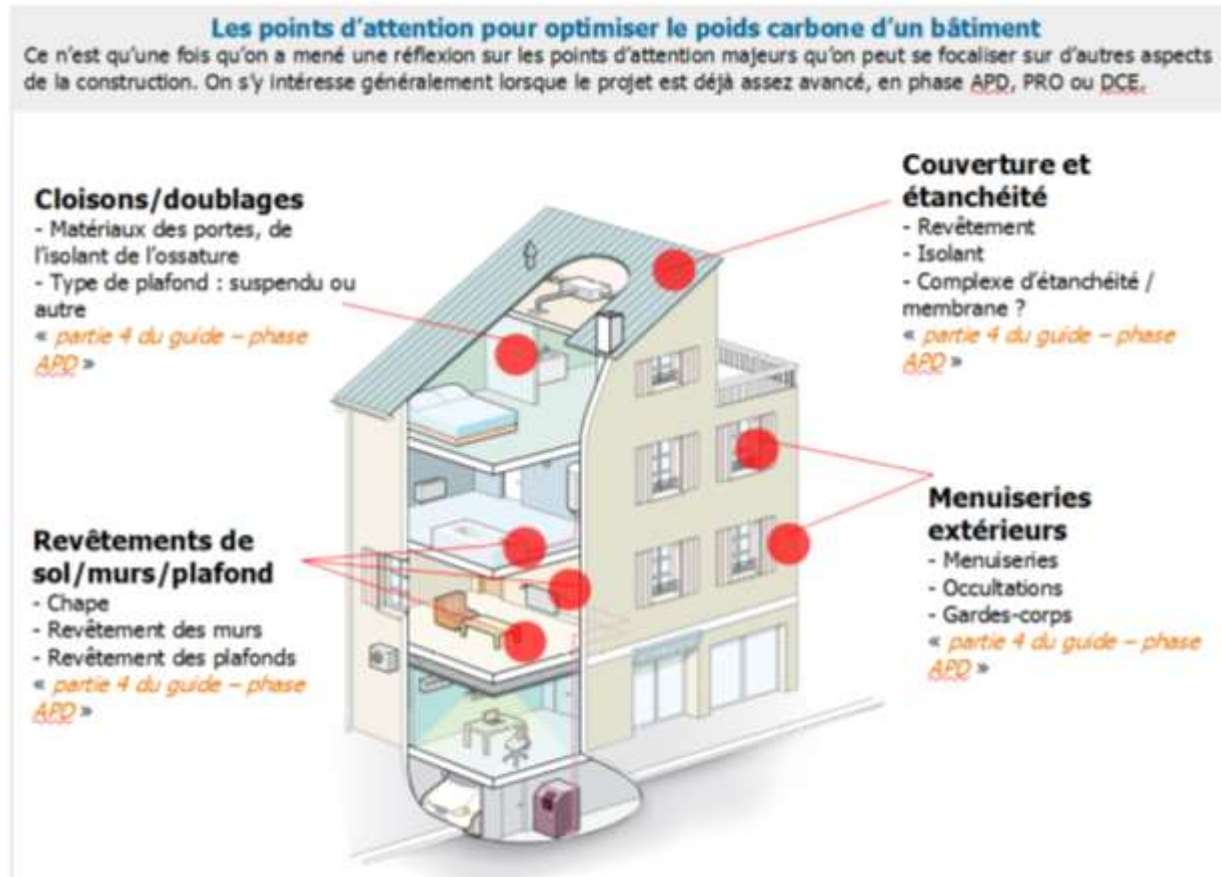 Les points d'attention pour optimiser le poids carbone d'un bâtiment
Ce n'est qu'une fois qu'on a mené une réflexion sur les points d'attention majeurs qu'on peut se focaliser sur d'autres aspects
de la construction. On s'y intéresse généralement lorsque le projet est déjà assez avancé, en phase APD, PRO ou DCE.
Cloisons/doublages
- Matériaux des portes, de
l'isolant de l'ossature
- Type de plafond : suspendu ou
autre
« partie 4 du guide – phase
APD »
Couverture et
étanchéité
- Revêtement
- Isolant
- Complexe d'étanchéité /
membrane ?
« partie 4 du guide – phase
APD »
Revêtements de
sol/murs/plafond
- Chape
- Revêtement des murs
- Revêtement des plafonds
« partie 4 du guide – phase
APD »
Menuiseries
extérieurs
- Menuiseries
- Occultations
- Gardes-corps
« partie 4 du guide – phase
APD »